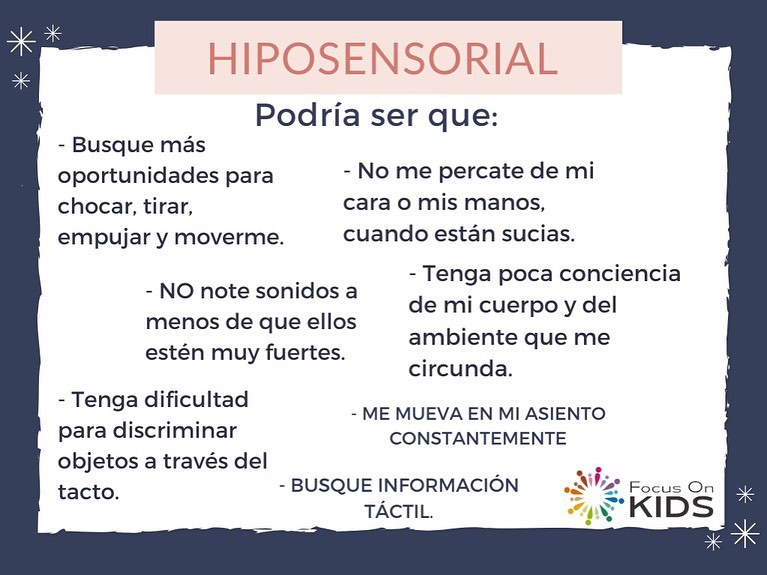 HIPOSENSORIAL
Podría ser que:
- Busque más
oportunidades para
chocar, tirar,
empujar y moverme.
- No me percate de mi
cara o mis manos,
cuando están sucias.
- NO note sonidos a
menos de que ellos
estén muy fuertes.
- Tenga poca conciencia
de mi cuerpo y del
ambiente que me
circunda.
- Tenga dificultad
para discriminar
objetos a través del
tacto.
- ME MUEVA EN MI ASIENTO
CONSTANTEMENTE
- BUSQUE INFORMACIÓN
TÁCTIL.
Focus On
KIDS